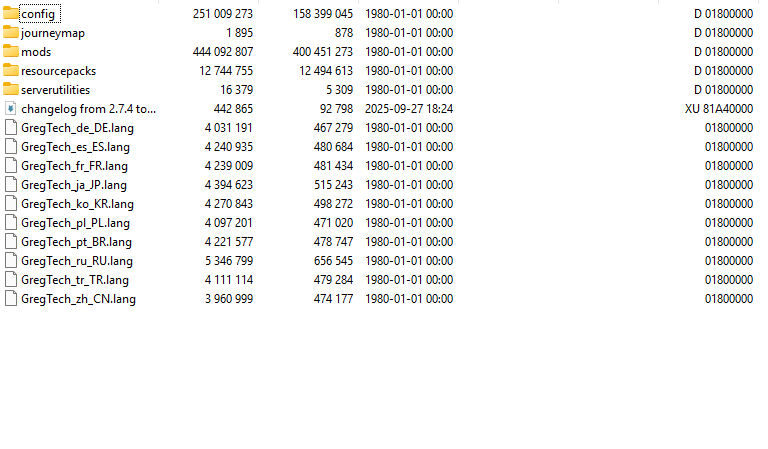 config 251 009 273 158 399 045 1980-01-01 00:00 D 01800000
journeymap 1 895 878 1980-01-01 00:00 D 01800000
mods 444 092 807 400 451 273 1980-01-01 00:00 D 01800000
resourcepacks 12 744 755 12 494 613 1980-01-01 00:00 D 01800000
serverutilities 16 379 5 309 1980-01-01 00:00 D 01800000
changelog from 2.7.4 to... 442 865 92 798 2025-09-27 18:24 XU 81A40000
GregTech_de_DE.lang 4 031 191 467 279 1980-01-01 00:00 01800000
GregTech_es_ES.lang 4 240 935 480 684 1980-01-01 00:00 01800000
GregTech_fr_FR.lang 4 239 009 481 434 1980-01-01 00:00 01800000
GregTech_ja_JP.lang 4 394 623 515 243 1980-01-01 00:00 01800000
GregTech_ko_KR.lang 4 270 843 498 272 1980-01-01 00:00 01800000
GregTech_pl_PL.lang 4 097 201 471 020 1980-01-01 00:00 01800000
GregTech_pt_BR.lang 4 221 577 478 747 1980-01-01 00:00 01800000
GregTech_ru_RU.lang 5 346 799 656 545 1980-01-01 00:00 01800000
GregTech_tr_TR.lang 4 111 114 479 284 1980-01-01 00:00 01800000
GregTech_zh_CN.lang 3 960 999 474 177 1980-01-01 00:00 01800000